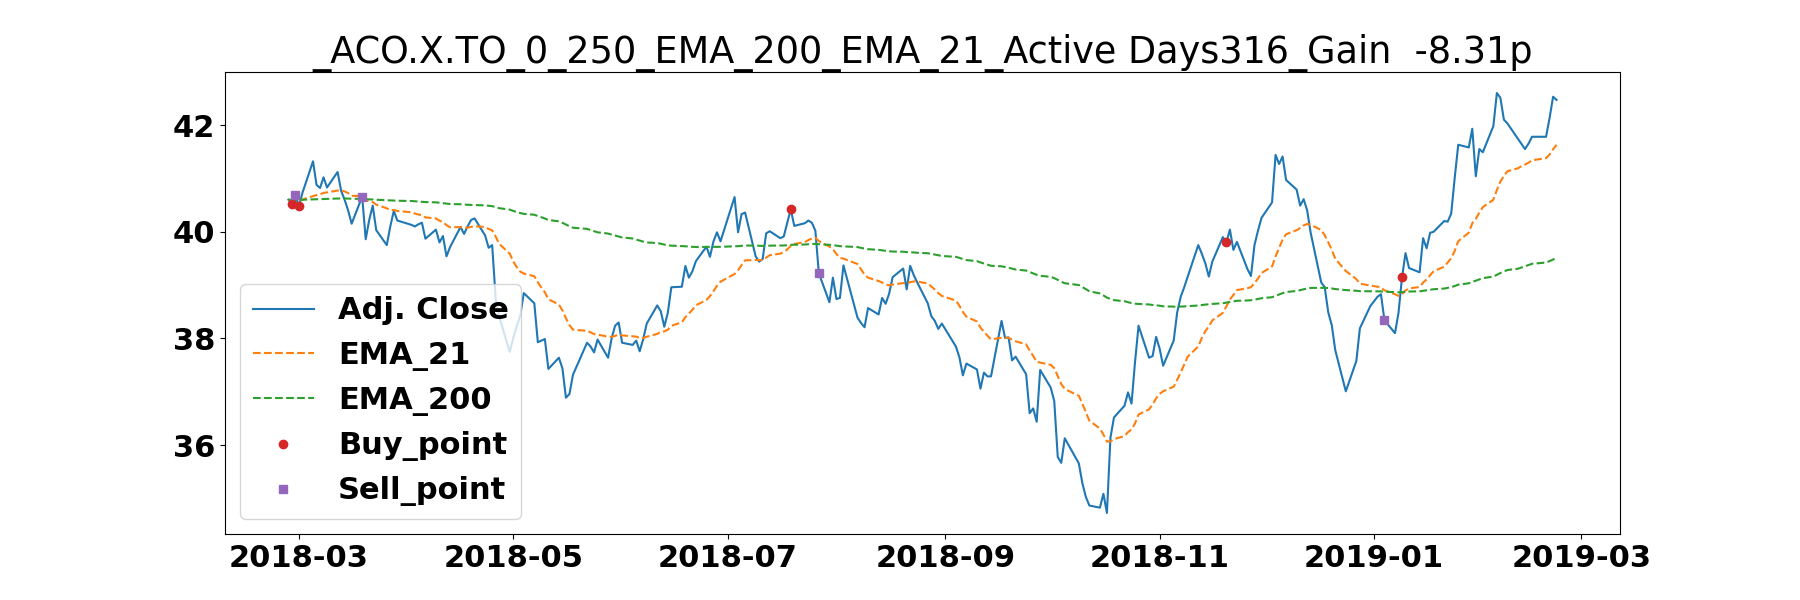 _ACO.X.TO_0_250_EMA_200_EMA_21_Active Days316_Gain  -8.31p
42
40
38
36
Adj. Close
EMA_21
EMA_200
Buy_point
Sell_point
2018-03 2018-05 2018-07 2018-09 2018-11 2019-01 2019-03